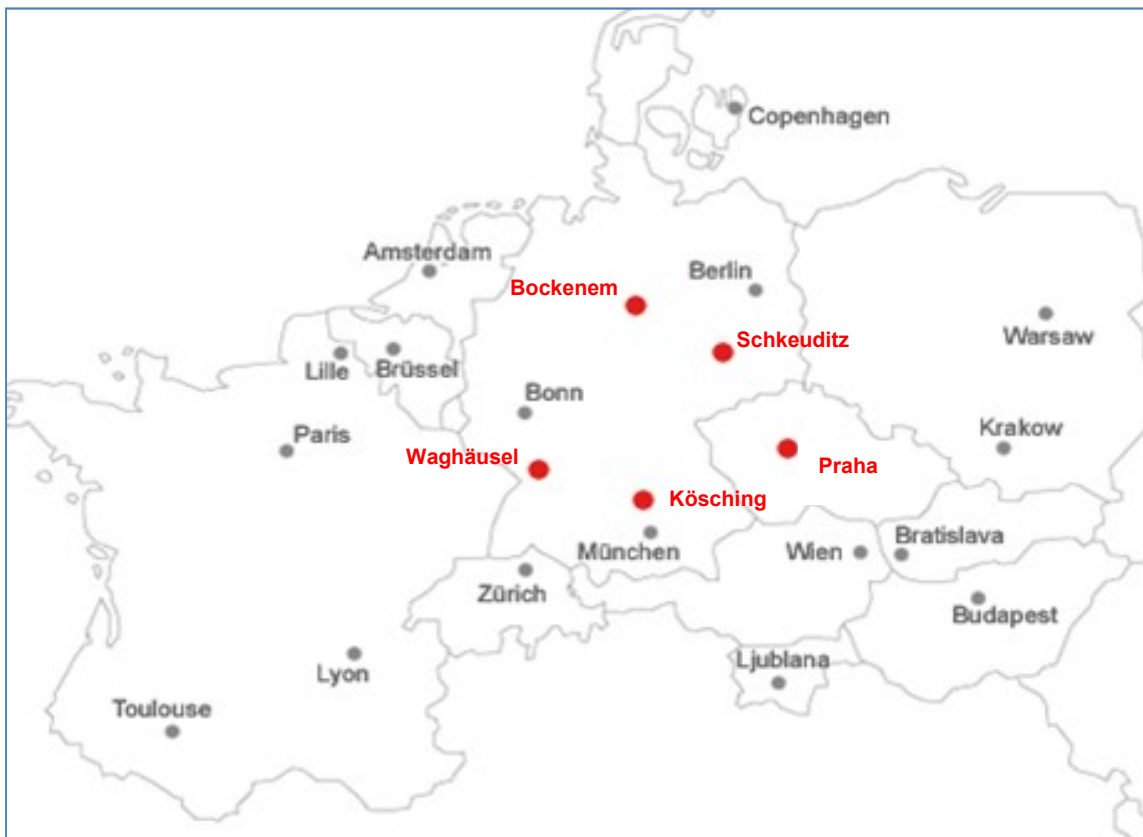 Copenhagen
Amsterdam
Berlin
Bockenem
Warsaw
Schkeuditz
Lille
Brüssel
Bonn
Paris
Krakow
Waghäusel
Praha
Kösching
München
Wien
Bratislava
Zürich
Budapest
Ljublana
Lyon
Toulouse